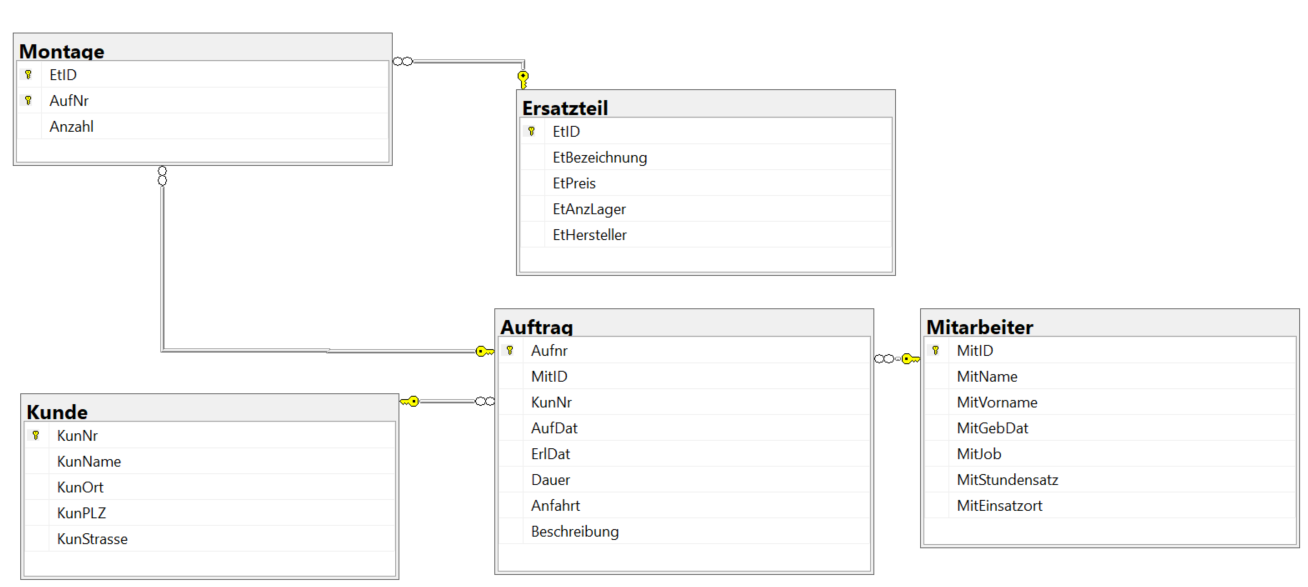 Montage
EtID
AufNr
Anzahl
Ersatzteil
EtID
EtBezeichnung
EtPreis
EtAnzLager
EtHersteller
Auftrag
Aufnr
MitID
KunNr
AufDat
ErlDat
Dauer
Anfahrt
Beschreibung
Mitarbeiter
MitID
MitName
MitVorname
MitGebDat
MitJob
MitStundensatz
MitEinsatzort
Kunde
KunNr
KunName
KunOrt
KunPLZ
KunStrasse